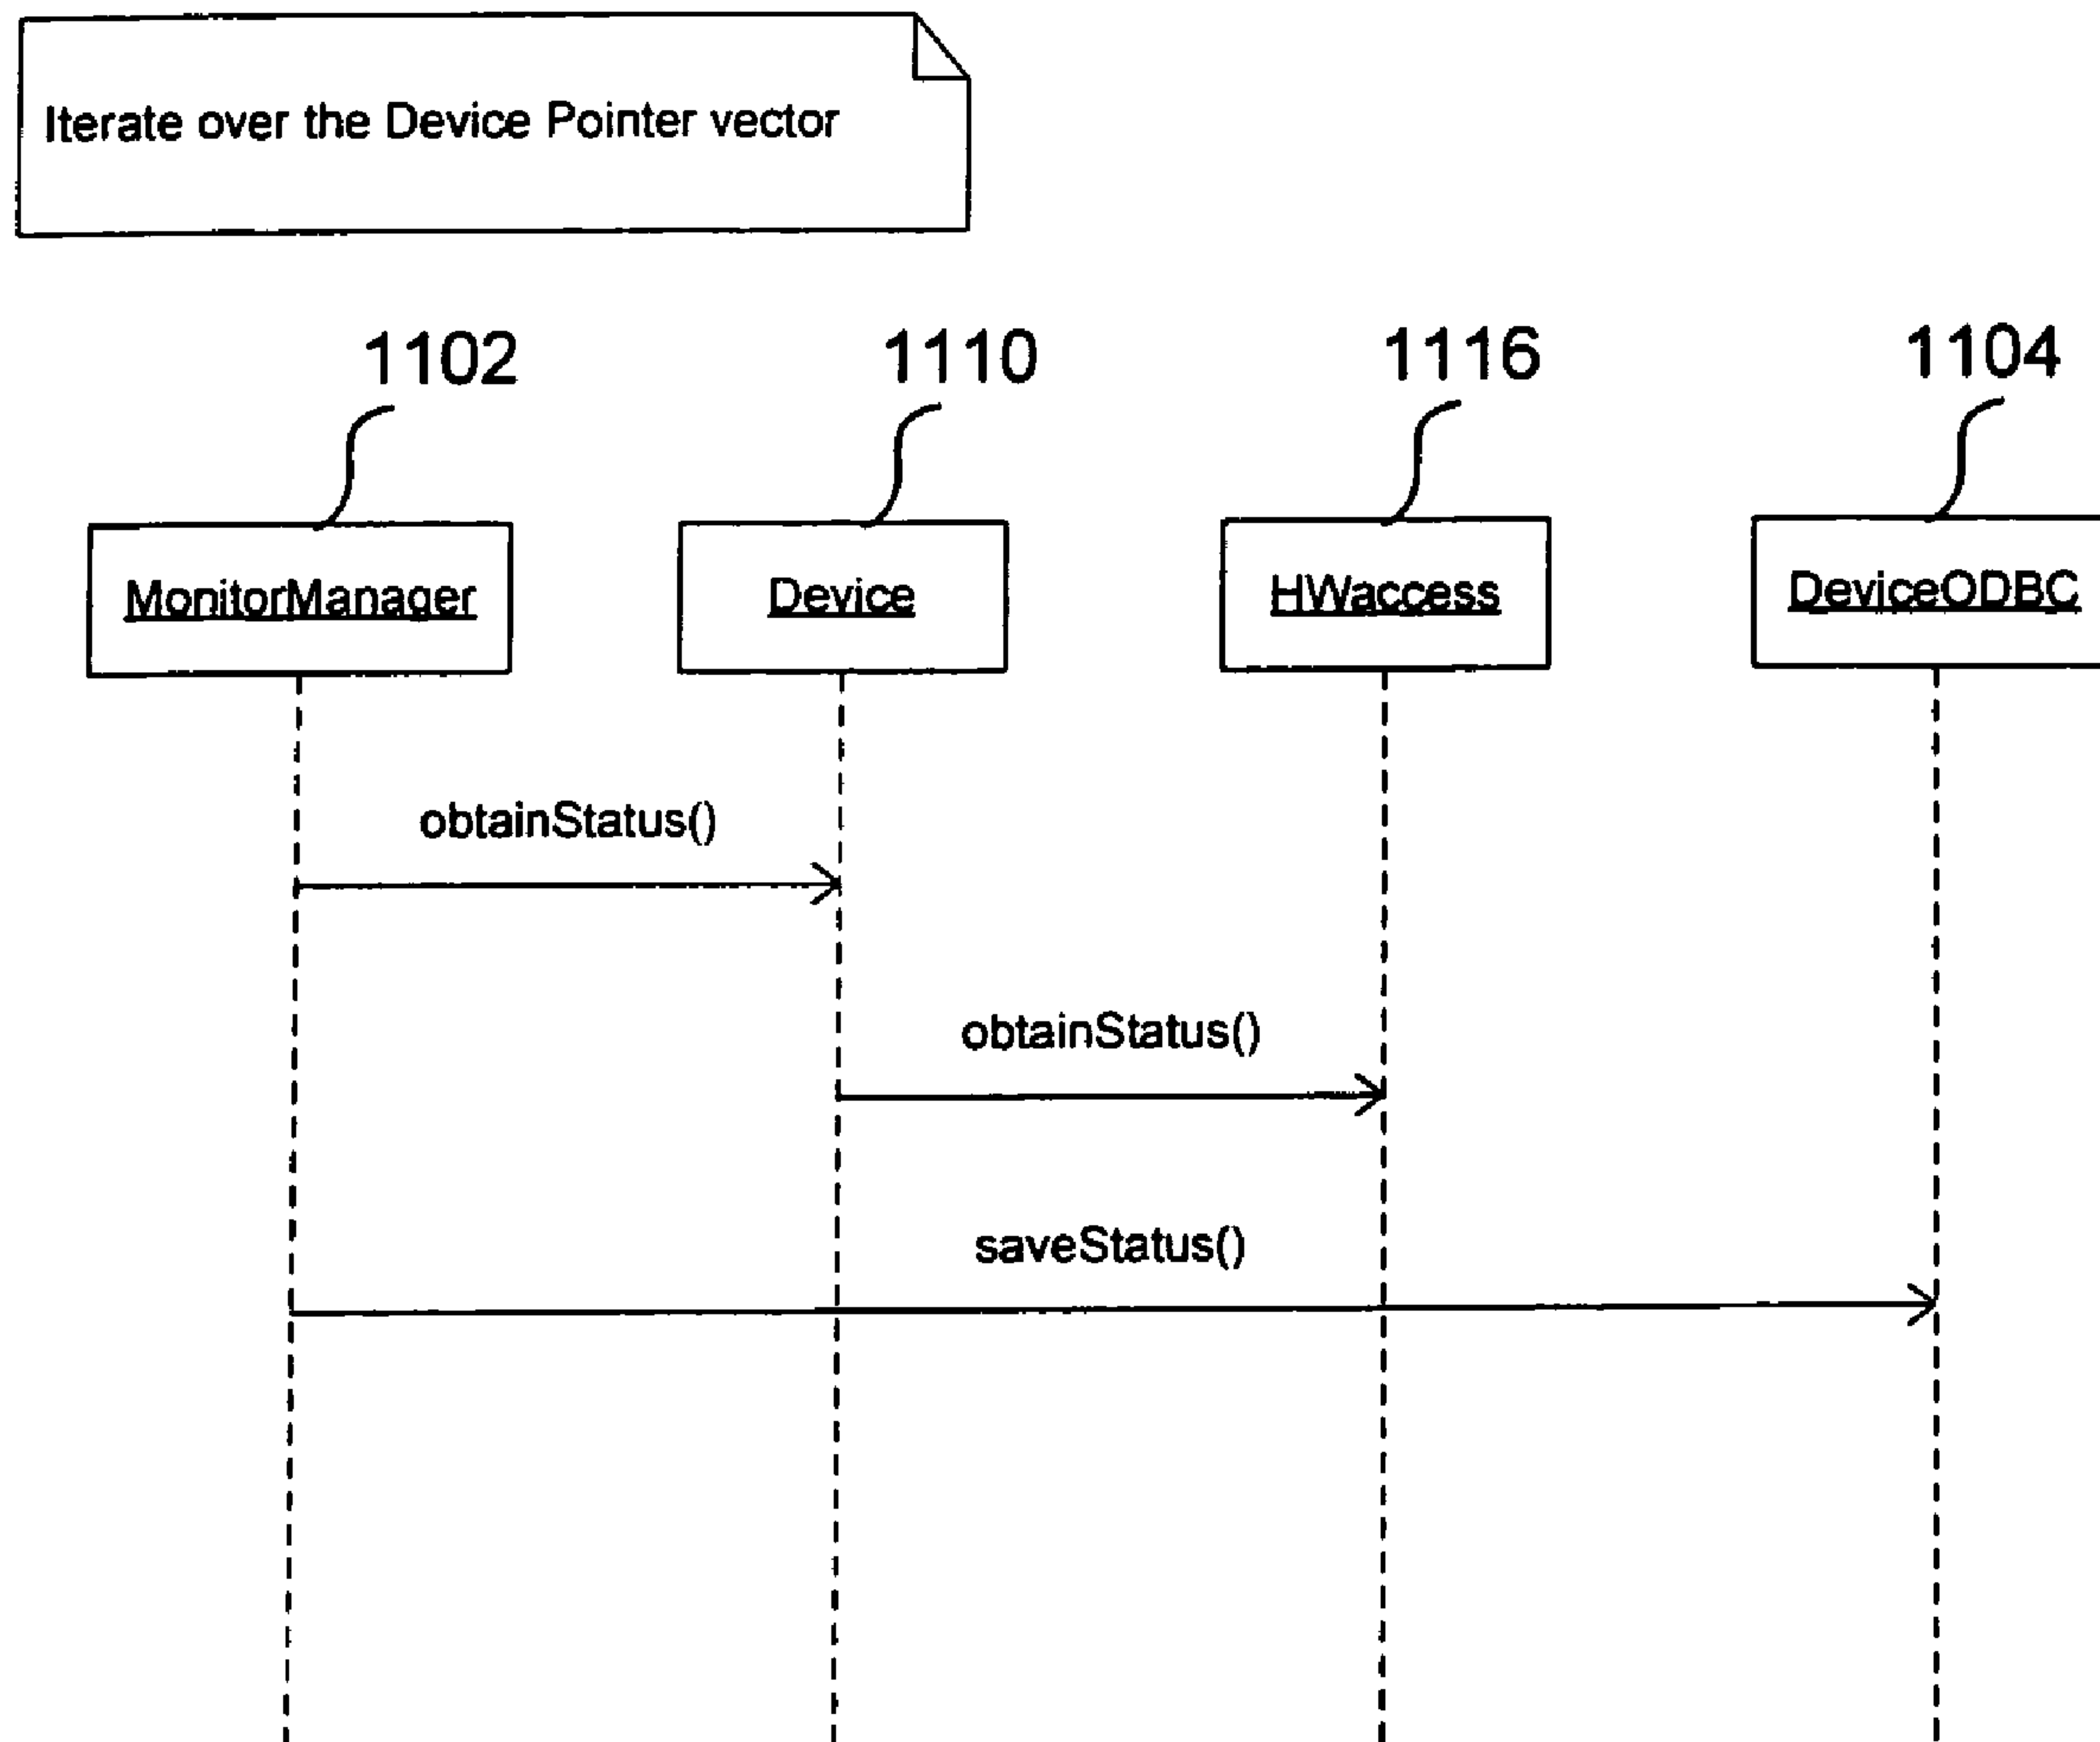 Iterate over the Device Pointer vector
1102 1110 1116 1104
MonitorManager Device HWaccess DeviceODBC
obtainStatus()
obtainStatus()
saveStatus()